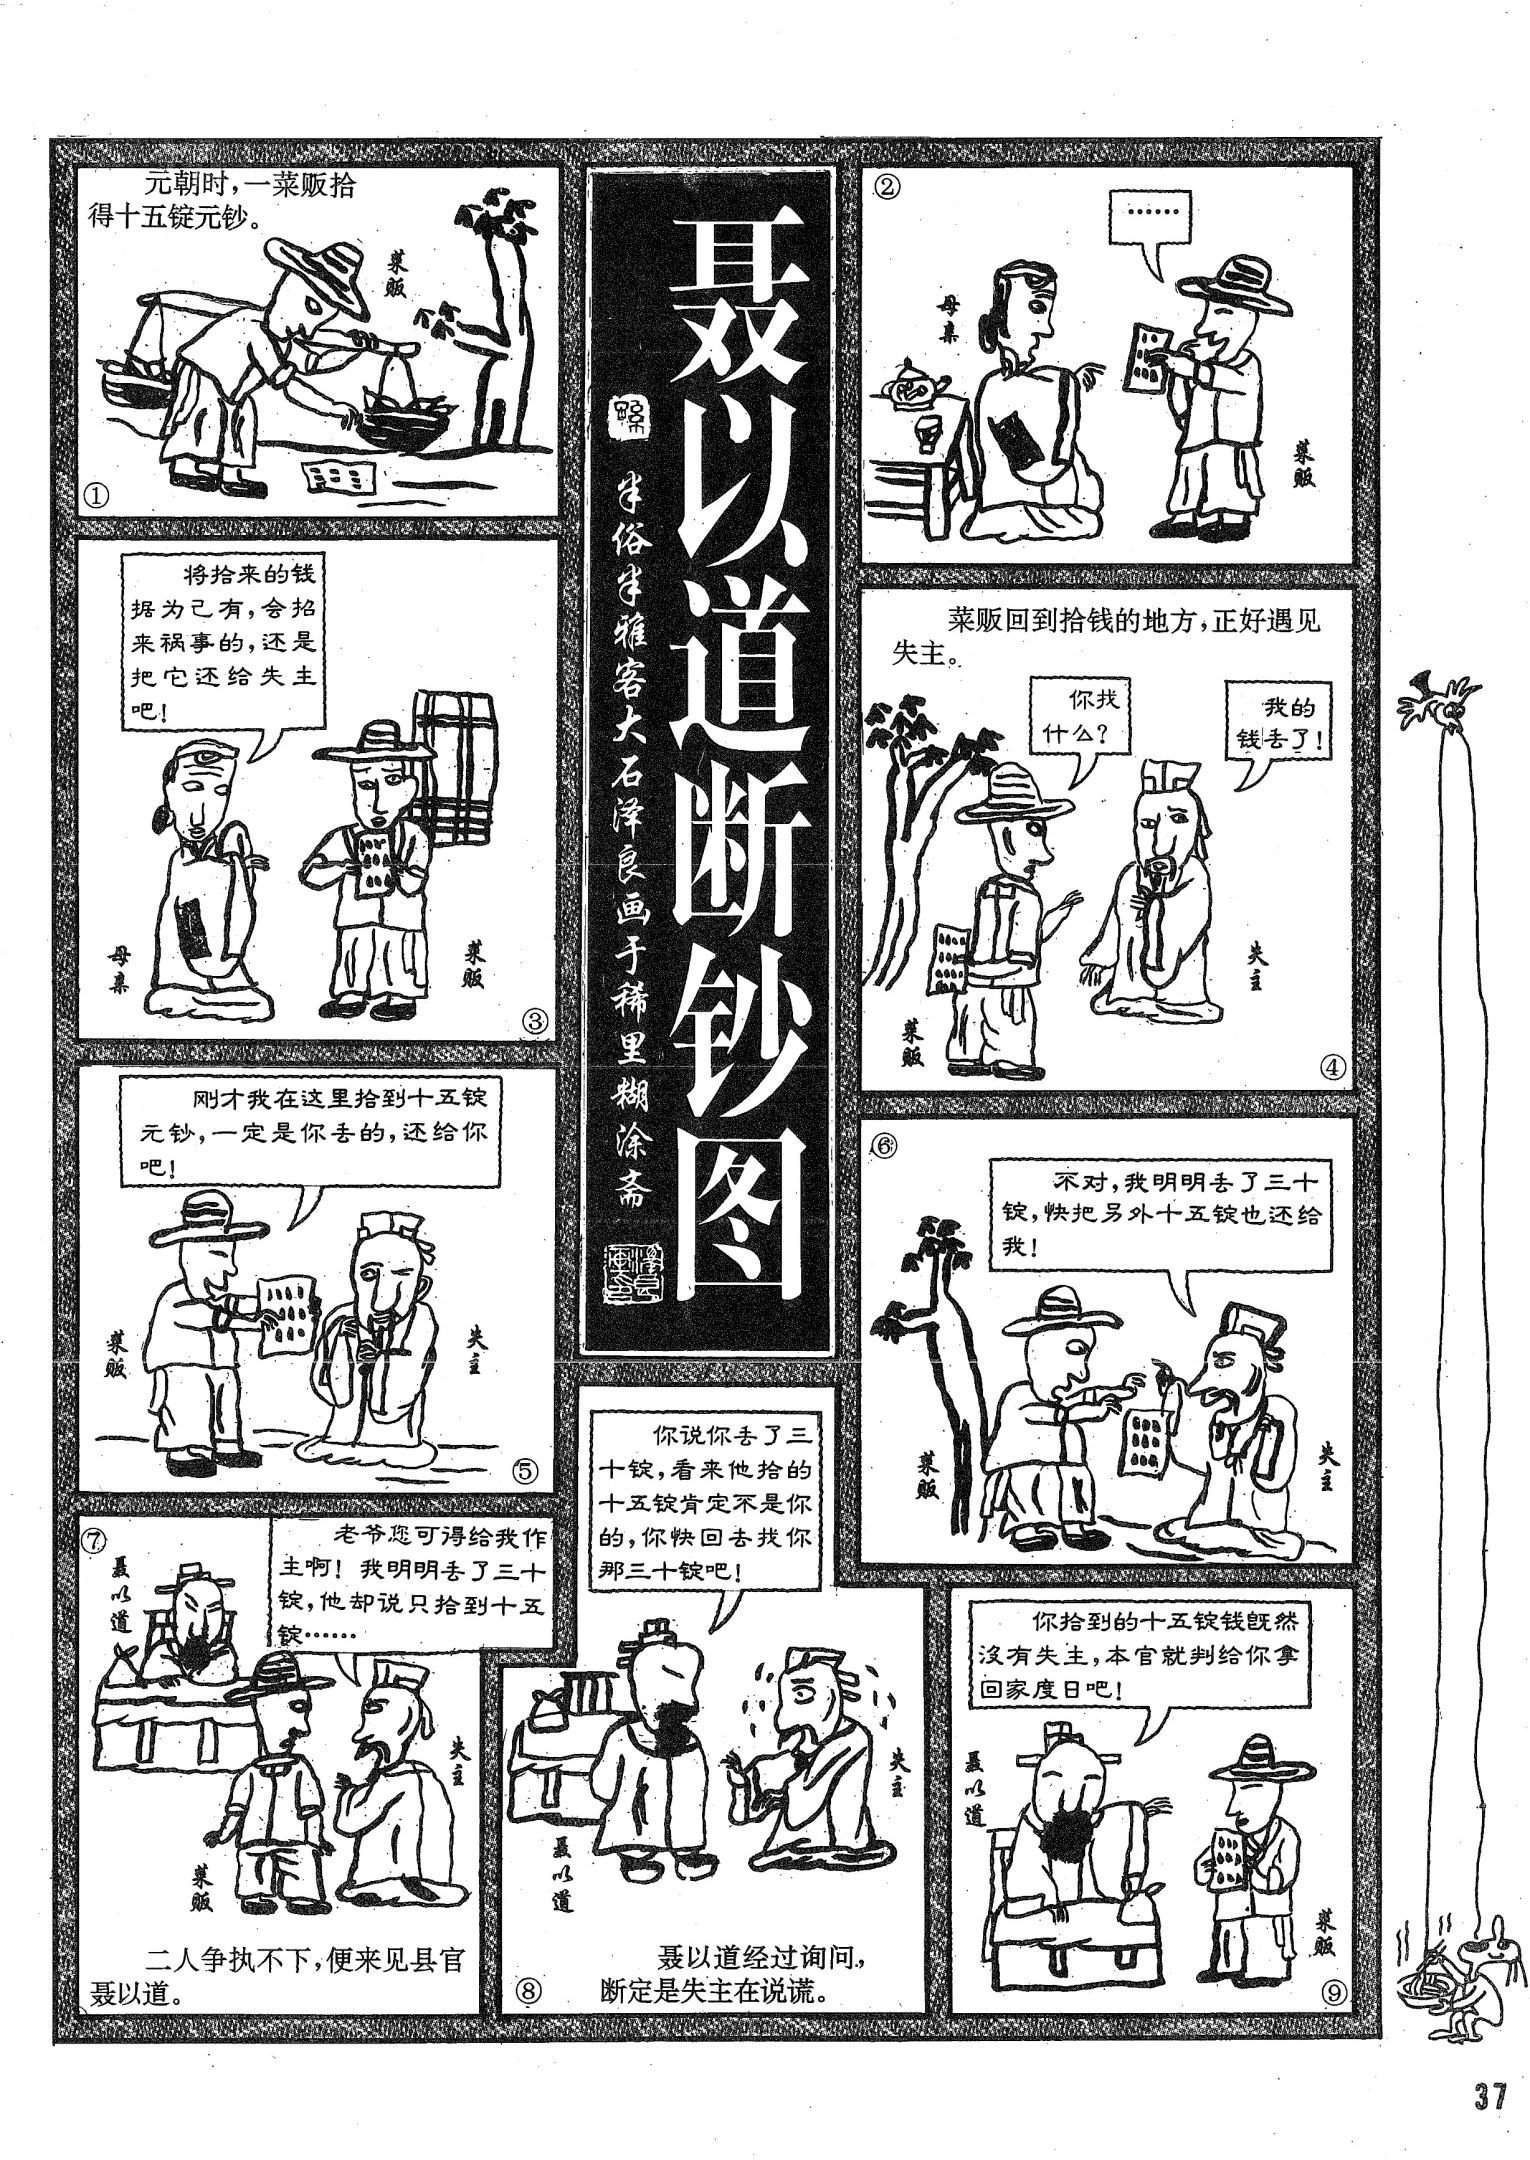 聂以道断钞图
半俗半雅客大石泽良画于稀里糊涂斋
元朝时，一菜贩拾
得十五锭元钞。
菜贩
①
②
……
母亲
菜贩
将拾来的钱
据为己有，会招
来祸事的，还是
把它还给失主
吧！
母亲
菜贩
③
菜贩回到拾钱的地方，正好遇见
失主。
你找
什么？
我的
钱丢了！
失主
菜贩
④
刚才我在这里拾到十五锭
元钞，一定是你丢的，还给你
吧！
菜贩
失主
⑤
⑥
不对，我明明丢了三十
锭，快把另外十五锭也还给
我！
菜贩
失主
⑦
聂以道
老爷您可得给我作
主啊！我明明丢了三十
锭，他却说只拾到十五
锭……
失主
菜贩
二人争执不下，便来见县官
聂以道。
你说你丢了三
十锭，看来他拾的
十五锭肯定不是你
的，你快回去找你
那三十锭吧！
失主
聂以道
聂以道经过询问，
断定是失主在说谎。
⑧
你拾到的十五锭钱既然
没有失主，本官就判给你拿
回家度日吧！
聂以道
菜贩
⑨
37